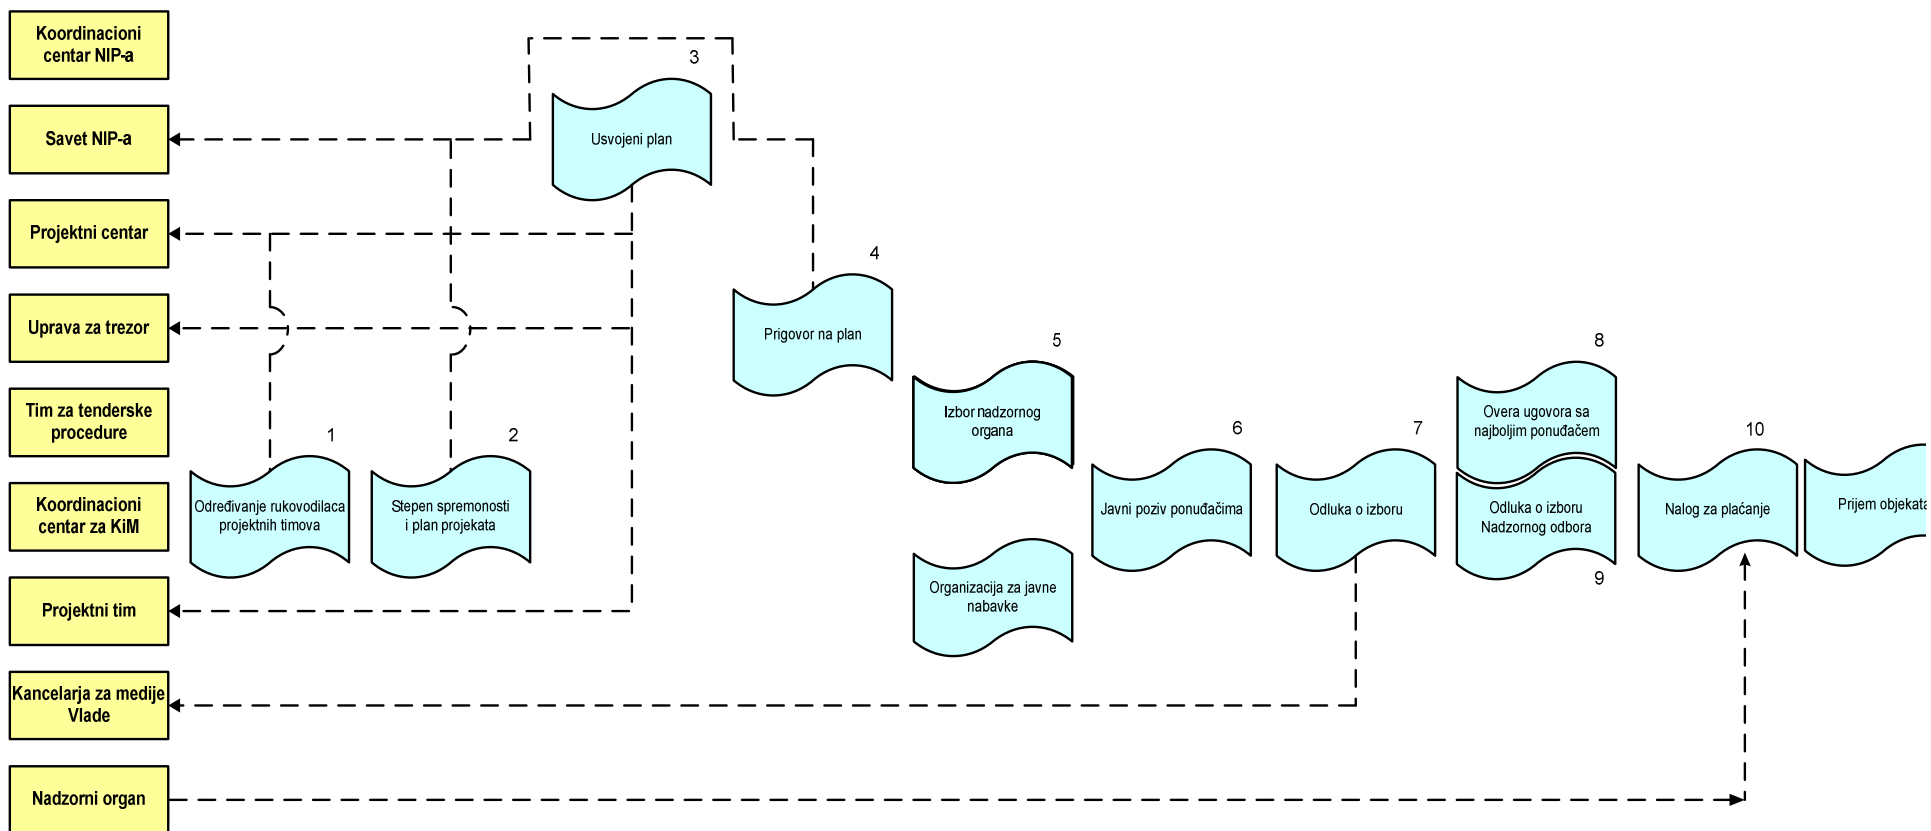 Koordinacioni
centar NIP-a
Savet NIP-a
Projektni centar
Uprava za trezor
Tim za tenderske
procedure
Koordinacioni
centar za KiM
Projektni tim
Kancelarja za medije
Vlade
Nadzorni organ
1
Određivanje rukovodilaca
projektnih timova
2
Stepen spremonosti
i plan projekata
3
Usvojeni plan
4
Prigovor na plan
5
Izbor nadzornog
organa
Organizacija za javne
nabavke
6
Javni poziv ponuđačima
7
Odluka o izboru
8
Overa ugovora sa
najboljim ponuđačem
Odluka o izboru
Nadzornog odbora
9
10
Nalog za plaćanje
Prijem objekata